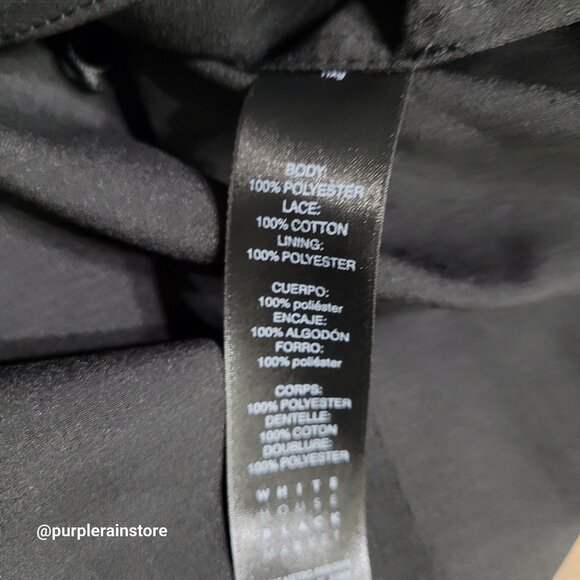 BODY:
100% POLYESTER
LACE:
100% COTTON
LINING:
100% POLYESTER
CUERPO:
100% poliéster
ENCAJE:
100% ALGODÓN
FORRO:
100% poliéster
CORPS:
100% POLYESTER
DENTELLE:
100% COTON
DOUBLURE:
100% POLYESTER
WHITE
HOUSE
BLACK
MARKET
@purplerainstore